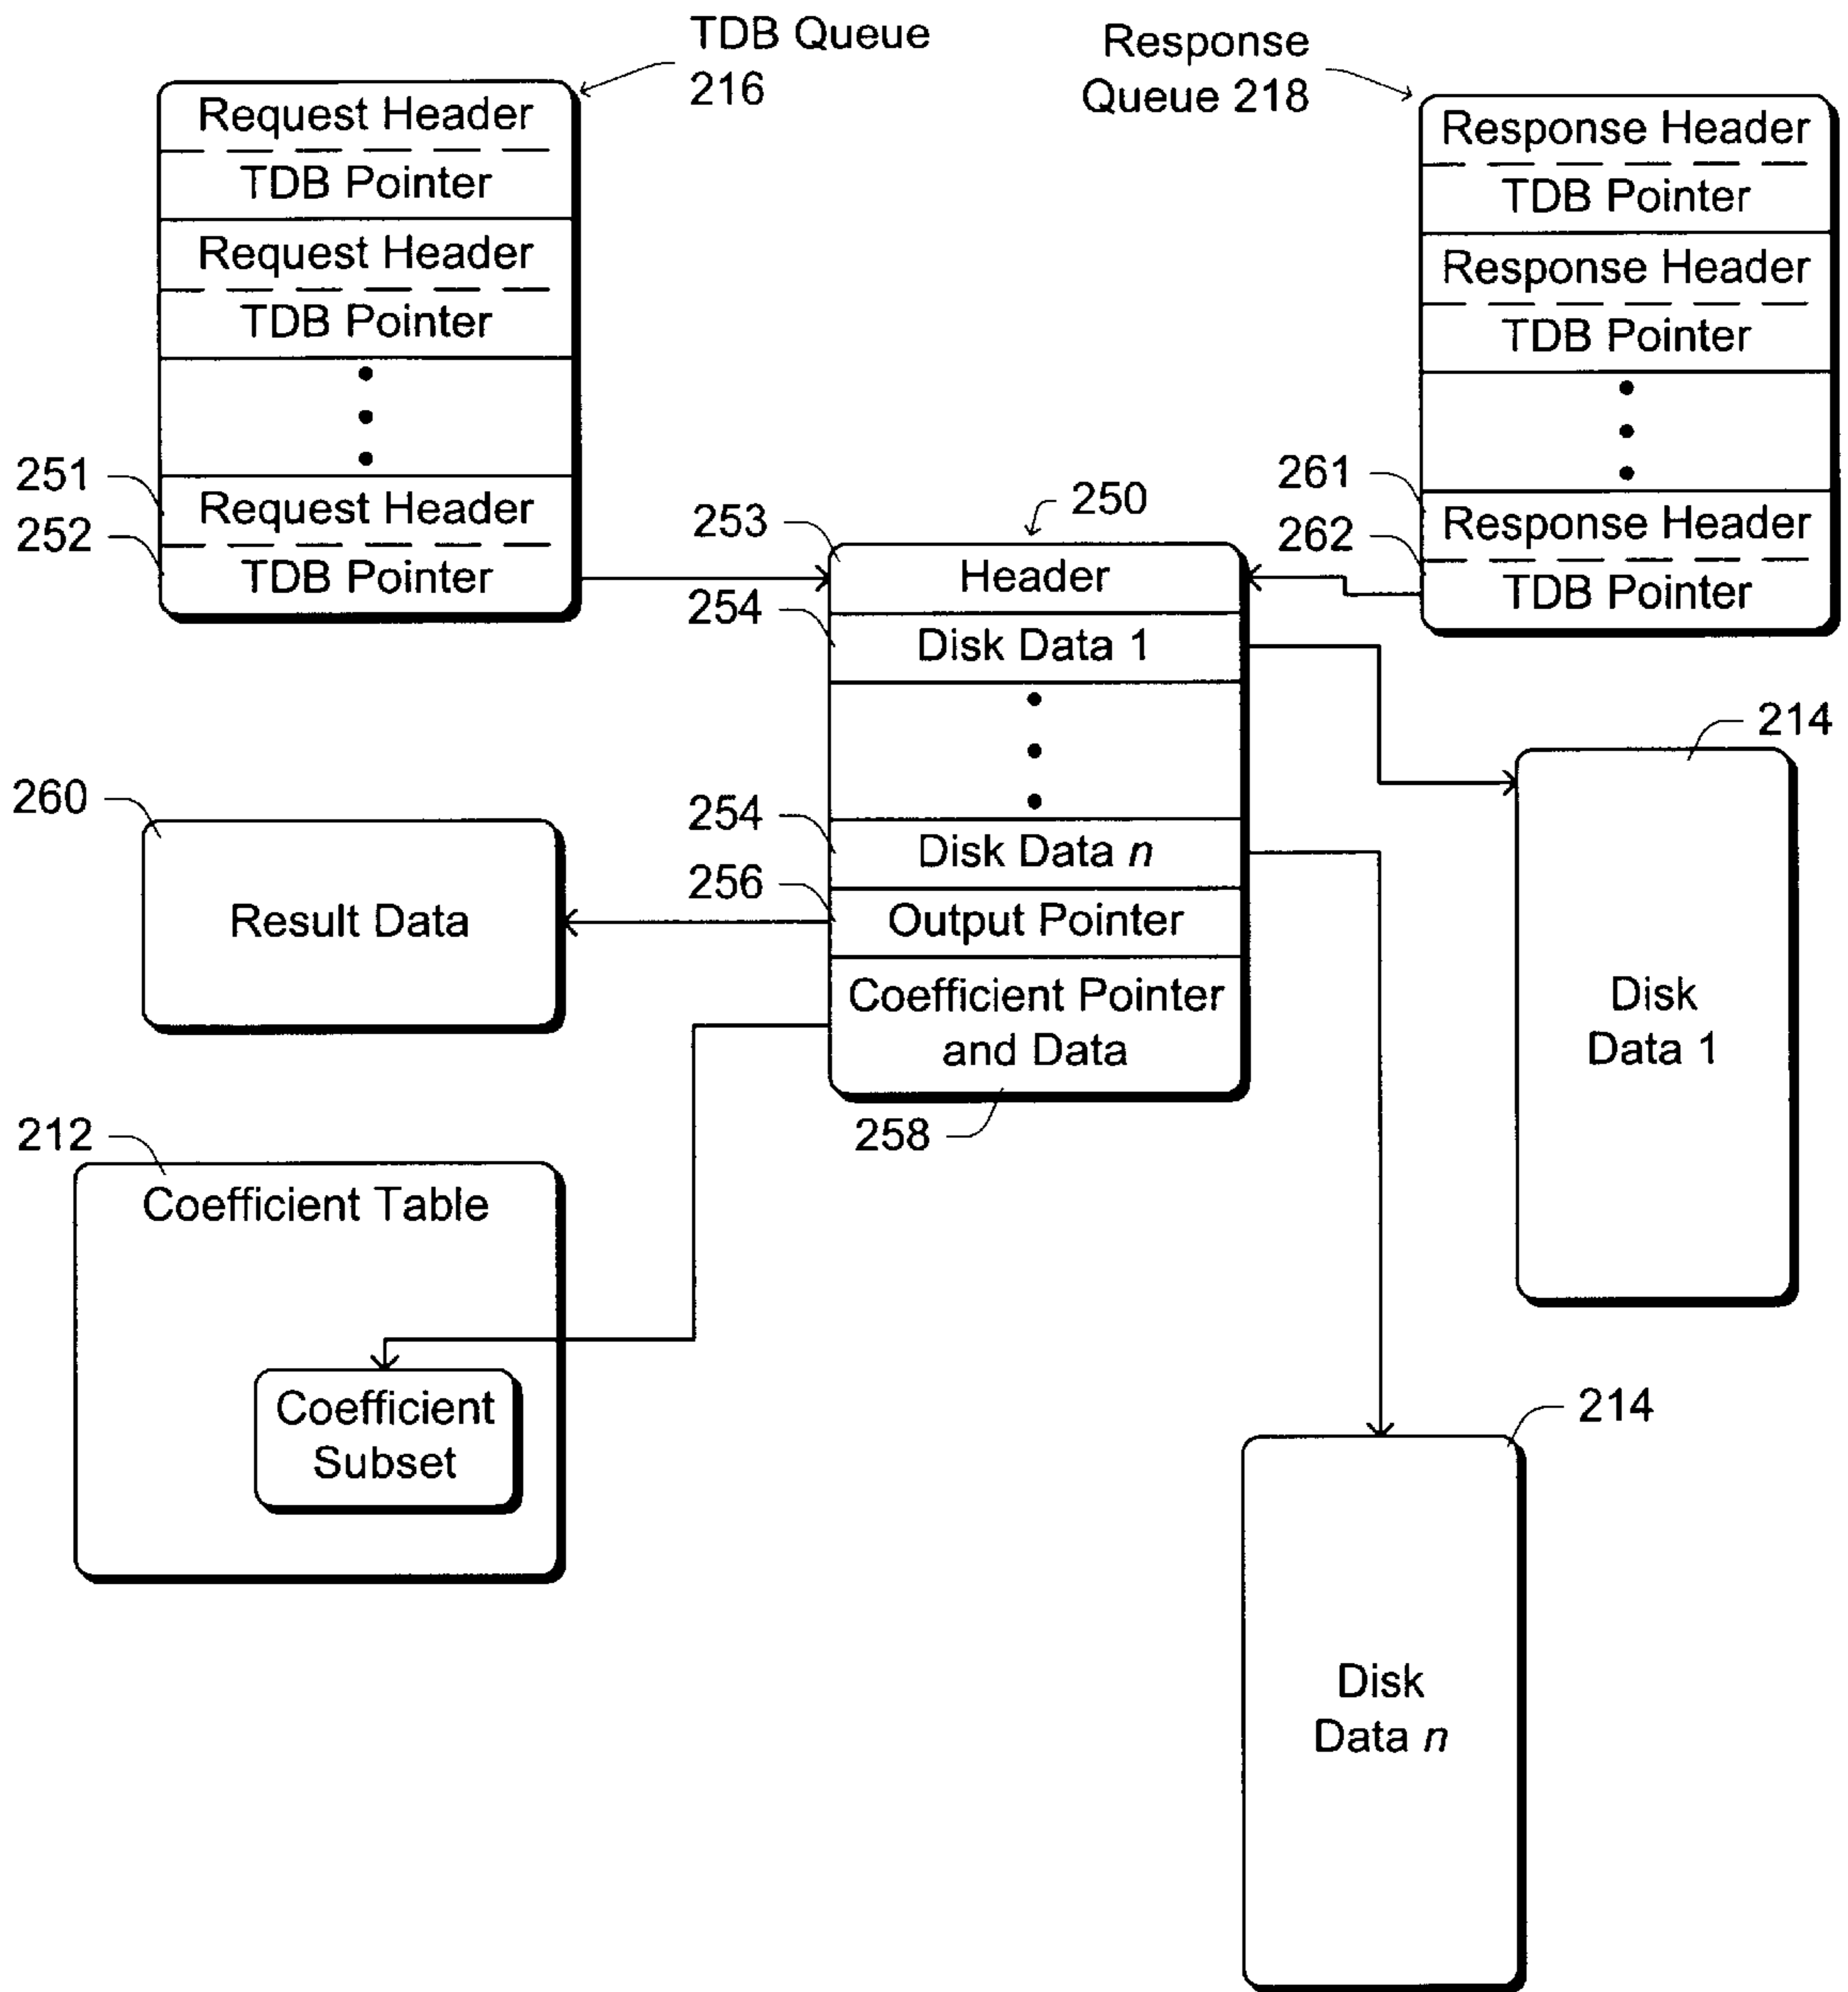 TDB Queue
216
Request Header
TDB Pointer
Request Header
TDB Pointer
251
Request Header
252
TDB Pointer
Response
Queue 218
Response Header
TDB Pointer
Response Header
TDB Pointer
261
Response Header
262
TDB Pointer
250
253
Header
254
Disk Data 1
254
Disk Data n
256
Output Pointer
Coefficient Pointer
and Data
258
260
Result Data
212
Coefficient Table
Coefficient
Subset
214
Disk
Data 1
214
Disk
Data n